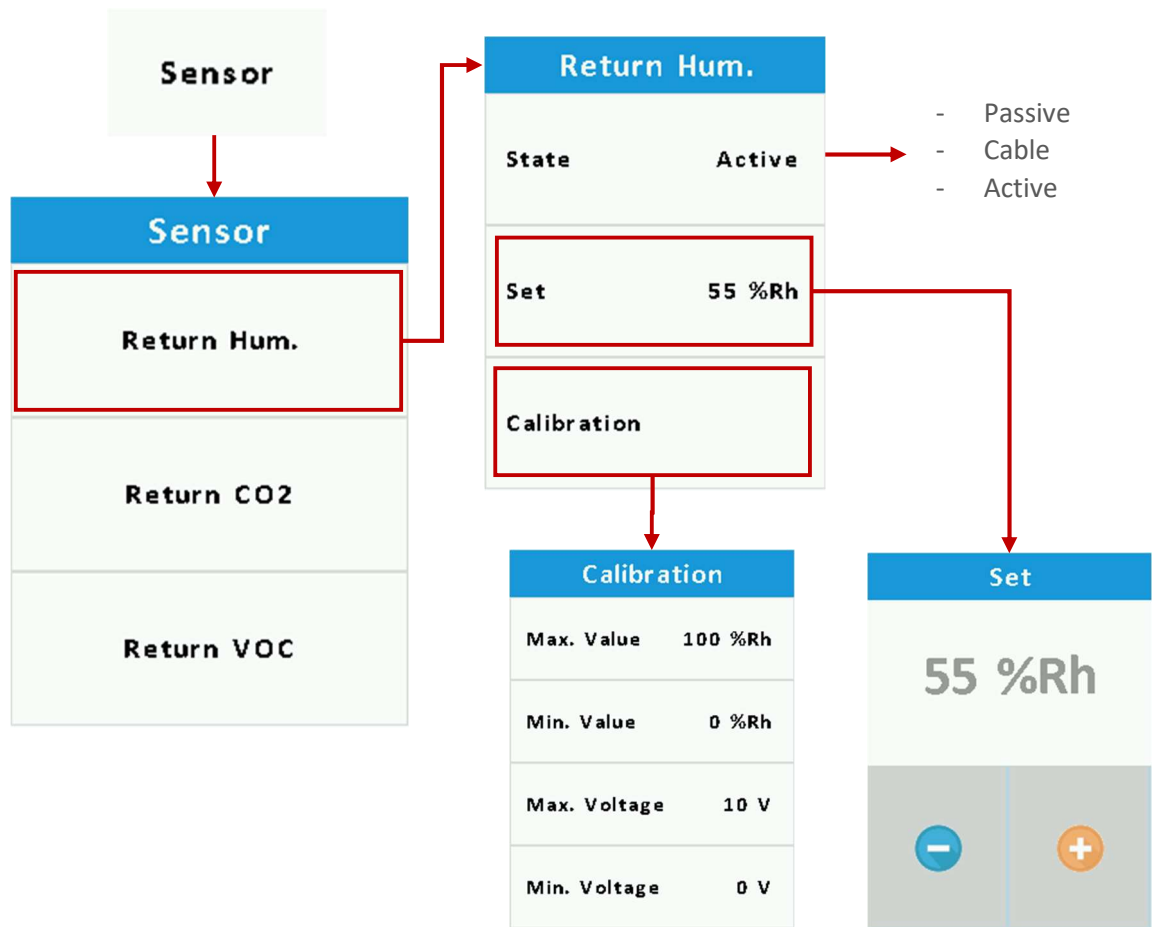 Sensor
Sensor
Return Hum.
Return CO2
Return VOC
Return Hum.
State Active
Set 55 %Rh
Calibration
- Passive
- Cable
- Active
Calibration
Max. Value 100 %Rh
Min. Value 0 %Rh
Max. Voltage 10 V
Min. Voltage 0 V
Set
55 %Rh